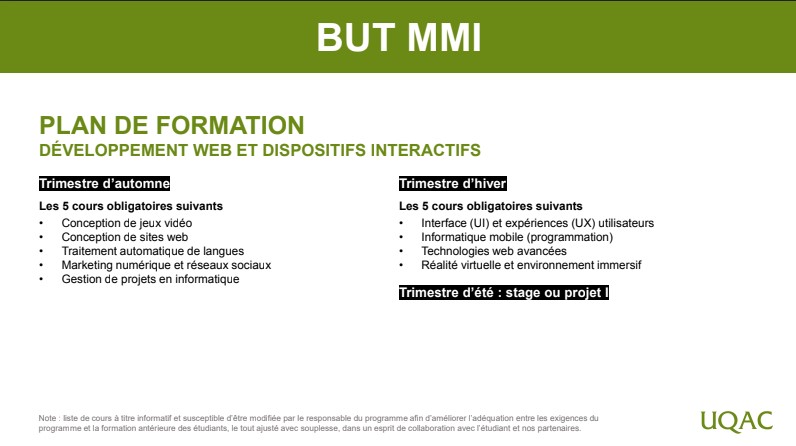 BUT MMI
PLAN DE FORMATION
DÉVELOPPEMENT WEB ET DISPOSITIFS INTERACTIFS
Trimestre d’automne
Les 5 cours obligatoires suivants
• Conception de jeux vidéo
• Conception de sites web
• Traitement automatique de langues
• Marketing numérique et réseaux sociaux
• Gestion de projets en informatique
Trimestre d’hiver
Les 5 cours obligatoires suivants
• Interface (UI) et expériences (UX) utilisateurs
• Informatique mobile (programmation)
• Technologies web avancées
• Réalité virtuelle et environnement immersif
Trimestre d’été : stage ou projet I
Note : liste de cours à titre informatif et susceptible d’être modifiée par le responsable du programme afin d’améliorer l’adéquation entre les exigences du
programme et la formation antérieure des étudiants, le tout ajusté avec souplesse, dans un esprit de collaboration avec l’étudiant et nos partenaires.
UQAC